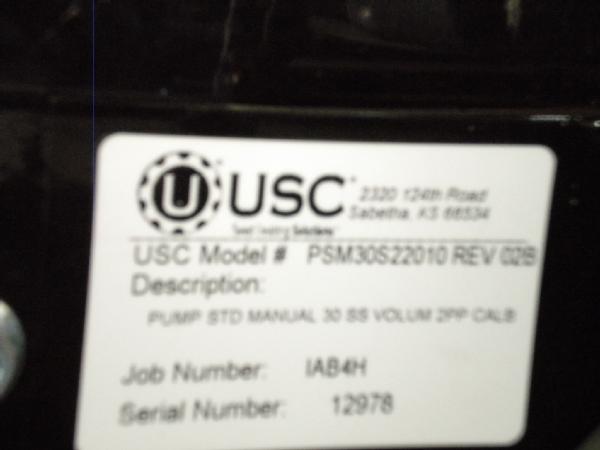 U USC
2320 124th Road
Sabetha, KS 66534
USC Model # PSM30S22010 REV 02B
Description:
PUMP STD MANUAL 30 SS VOLUM 2PP CALB
Job Number: IAB4H
Serial Number: 12978